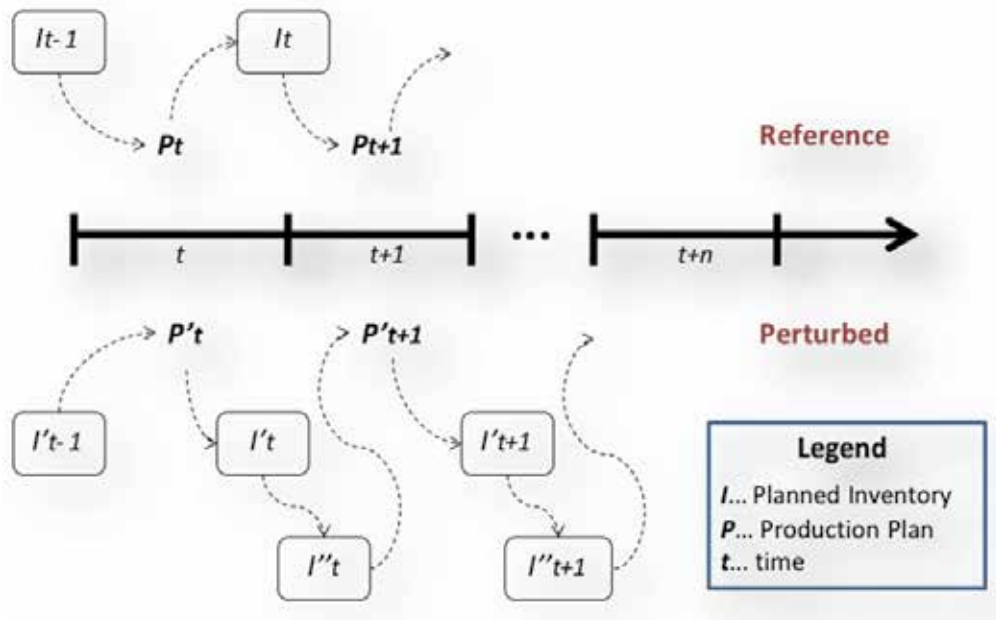 It-1
It
Pt
Pt+1
Reference
t
t+1
...
t+n
P't
P't+1
Perturbed
I't-1
I't
I't+1
I''t
I''t+1
Legend
I... Planned Inventory
P... Production Plan
t... time